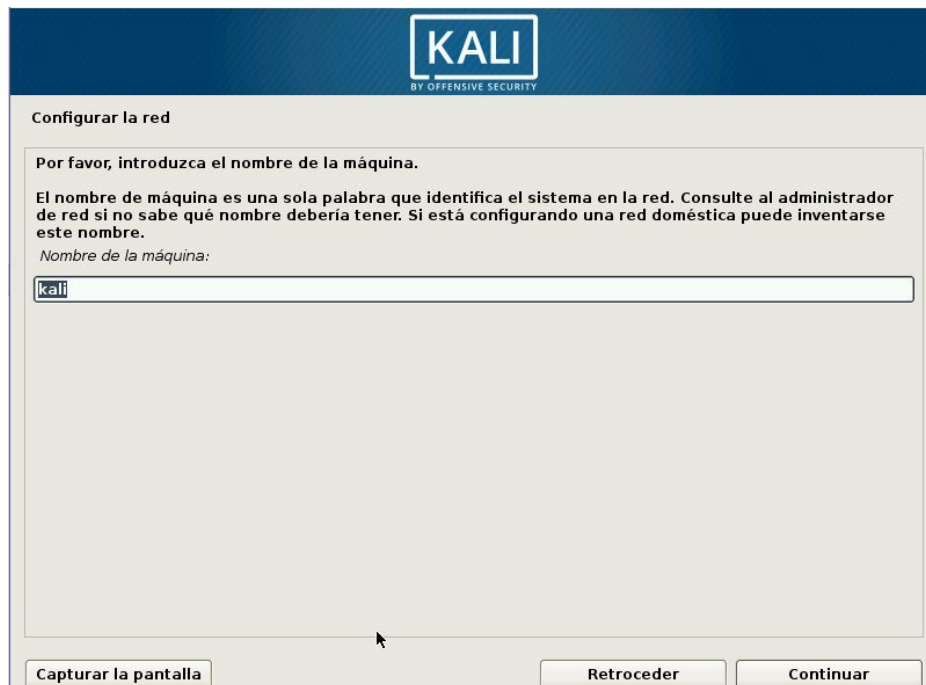 KALI
BY OFFENSIVE SECURITY
Configurar la red
Por favor, introduzca el nombre de la máquina.
El nombre de máquina es una sola palabra que identifica el sistema en la red. Consulte al administrador
de red si no sabe qué nombre debería tener. Si está configurando una red doméstica puede inventarse
este nombre.
Nombre de la máquina:
kali
Capturar la pantalla
Retroceder
Continuar